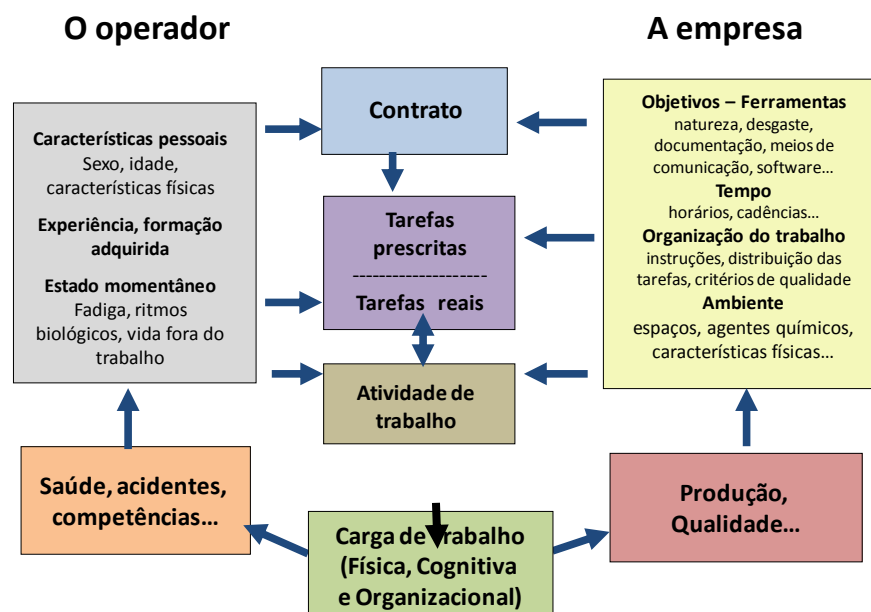 O operador
A empresa
Contrato
Características pessoais
Sexo, idade,
características físicas
Experiência, formação
adquirida
Estado momentâneo
Fadiga, ritmos
biológicos, vida fora do
trabalho
Tarefas
prescritas
--------------------
Tarefas reais
Atividade de
trabalho
Objetivos – Ferramentas
natureza, desgaste,
documentação, meios de
comunicação, software...
Tempo
horários, cadências...
Organização do trabalho
instruções, distribuição das
tarefas, critérios de qualidade
Ambiente
espaços, agentes químicos,
características físicas...
Saúde, acidentes,
competências...
Carga de Trabalho
(Física, Cognitiva
e Organizacional)
Produção,
Qualidade...